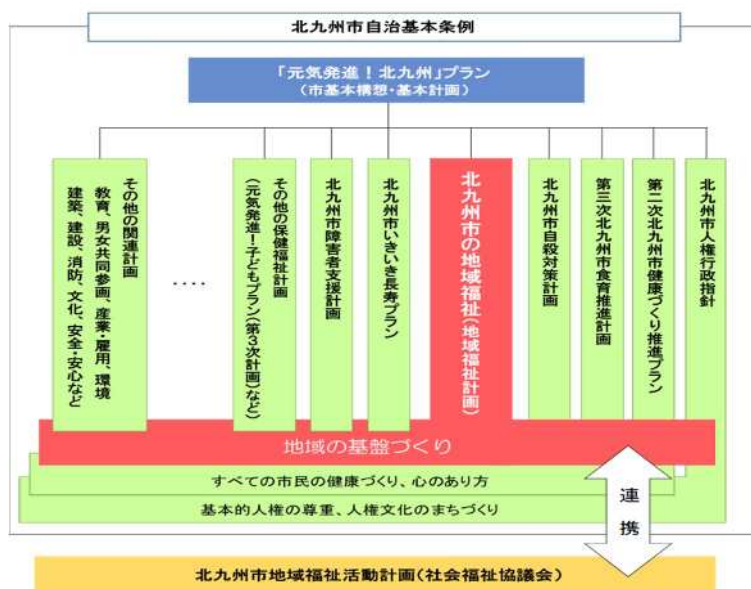 北九州市自治基本条例
「元気発進！北九州」プラン
（市基本構想・基本計画）
その他の関連計画
教育、男女共同参画、産業・雇用、環境
建築、建設、消防、文化、安全・安心など
‥‥
その他の保健福祉計画
（元気発進！子どもプラン（第３次計画）など）
北九州市障害者支援計画
北九州市いきいき長寿プラン
北九州市の地域福祉（地域福祉計画）
北九州市自殺対策計画
第三次北九州市食育推進計画
第二次北九州市健康づくり推進プラン
北九州市人権行政指針
地域の基盤づくり
すべての市民の健康づくり、心のあり方
基本的人権の尊重、人権文化のまちづくり
連携
北九州市地域福祉活動計画（社会福祉協議会）